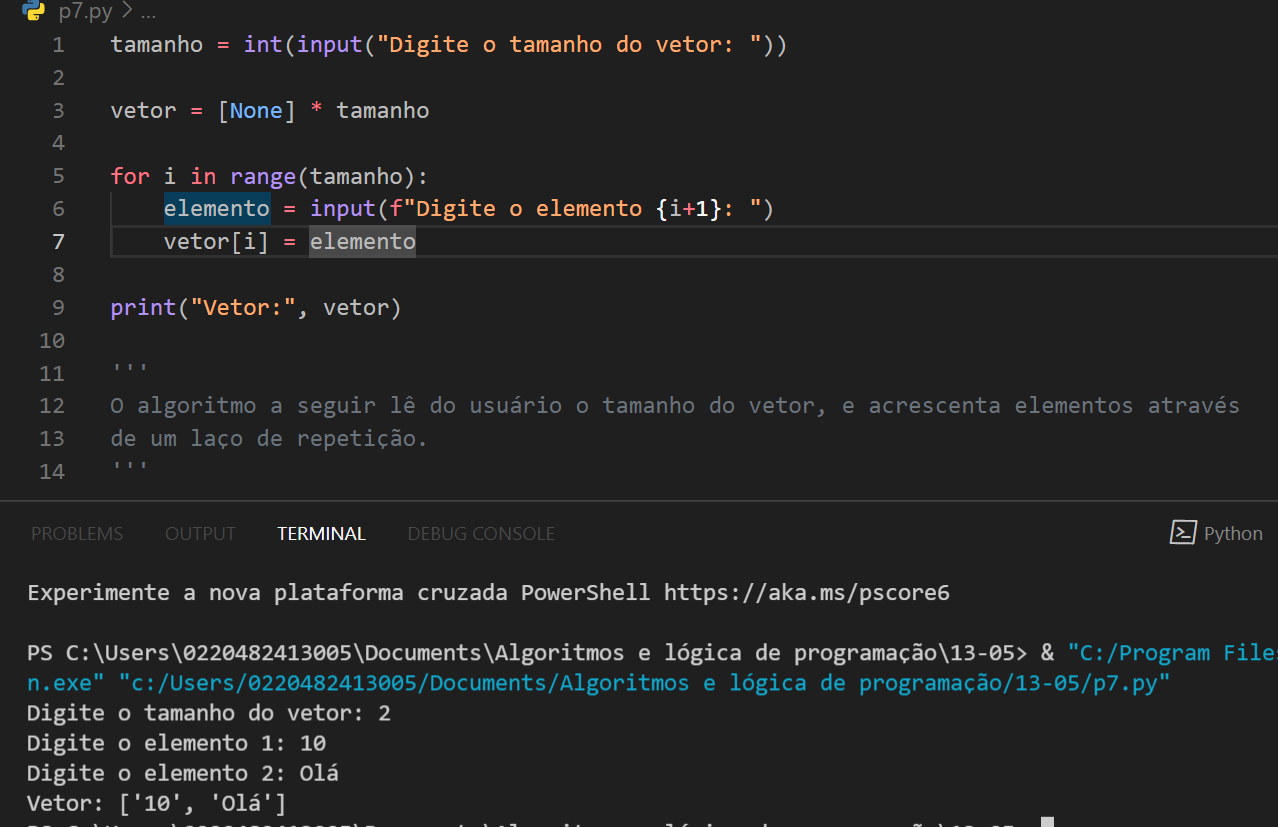 p7.py > ...
1 tamanho = int(input("Digite o tamanho do vetor: "))
2
3 vetor = [None] * tamanho
4
5 for i in range(tamanho):
6 elemento = input(f"Digite o elemento {i+1}: ")
7 vetor[i] = elemento
8
9 print("Vetor:", vetor)
10
11 '''
12 O algoritmo a seguir lê do usuário o tamanho do vetor, e acrescenta elementos através
13 de um laço de repetição.
14 '''
PROBLEMS OUTPUT TERMINAL DEBUG CONSOLE Python
Experimente a nova plataforma cruzada PowerShell https://aka.ms/pscore6
PS C:\Users\0220482413005\Documents\Algoritmos e lógica de programação\13-05> & "C:/Program Files
n.exe" "c:/Users/0220482413005/Documents/Algoritmos e lógica de programação/13-05/p7.py"
Digite o tamanho do vetor: 2
Digite o elemento 1: 10
Digite o elemento 2: Olá
Vetor: ['10', 'Olá']